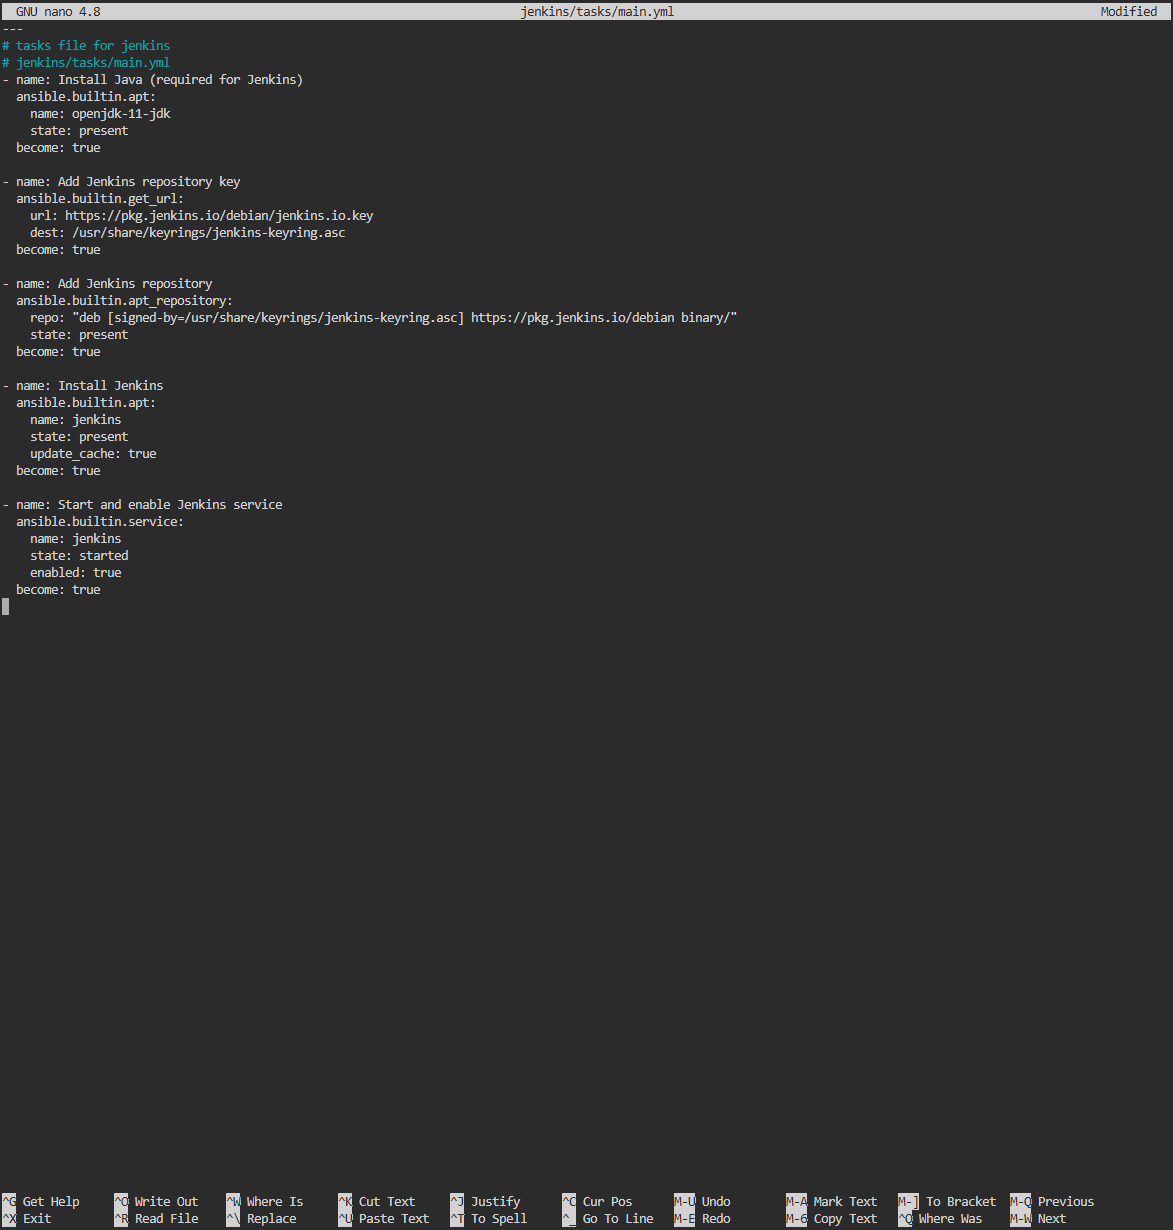 GNU nano 4.8 jenkins/tasks/main.yml Modified
---
# tasks file for jenkins
# jenkins/tasks/main.yml
- name: Install Java (required for Jenkins)
  ansible.builtin.apt:
    name: openjdk-11-jdk
    state: present
  become: true

- name: Add Jenkins repository key
  ansible.builtin.get_url:
    url: https://pkg.jenkins.io/debian/jenkins.io.key
    dest: /usr/share/keyrings/jenkins-keyring.asc
  become: true

- name: Add Jenkins repository
  ansible.builtin.apt_repository:
    repo: "deb [signed-by=/usr/share/keyrings/jenkins-keyring.asc] https://pkg.jenkins.io/debian binary/"
    state: present
  become: true

- name: Install Jenkins
  ansible.builtin.apt:
    name: jenkins
    state: present
    update_cache: true
  become: true

- name: Start and enable Jenkins service
  ansible.builtin.service:
    name: jenkins
    state: started
    enabled: true
  become: true

^G Get Help ^O Write Out ^W Where Is ^K Cut Text ^J Justify ^C Cur Pos M-U Undo M-A Mark Text M-] To Bracket M-Q Previous
^X Exit ^R Read File ^\ Replace ^U Paste Text ^T To Spell ^_ Go To Line M-E Redo M-6 Copy Text ^Q Where Was M-W Next